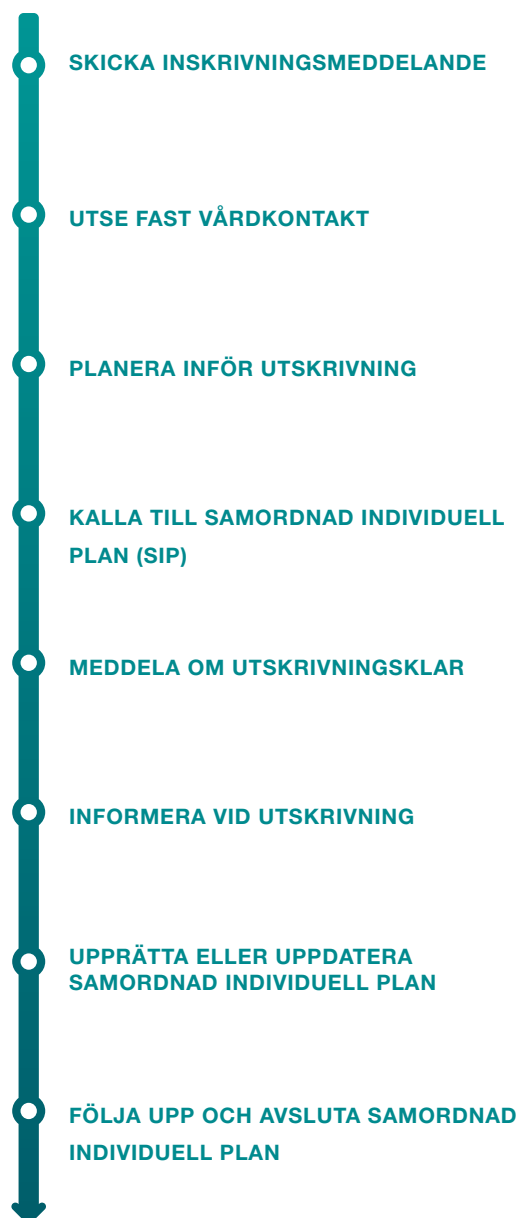 SKICKA INSKRIVNINGSMEDDELANDE
UTSE FAST VÅRDKONTAKT
PLANERA INFÖR UTSKRIVNING
KALLA TILL SAMORDNAD INDIVIDUELL
PLAN (SIP)
MEDDELA OM UTSKRIVNINGSKLAR
INFORMERA VID UTSKRIVNING
UPPRÄTTA ELLER UPPDATERA
SAMORDNAD INDIVIDUELL PLAN
FÖLJA UPP OCH AVSLUTA SAMORDNAD
INDIVIDUELL PLAN